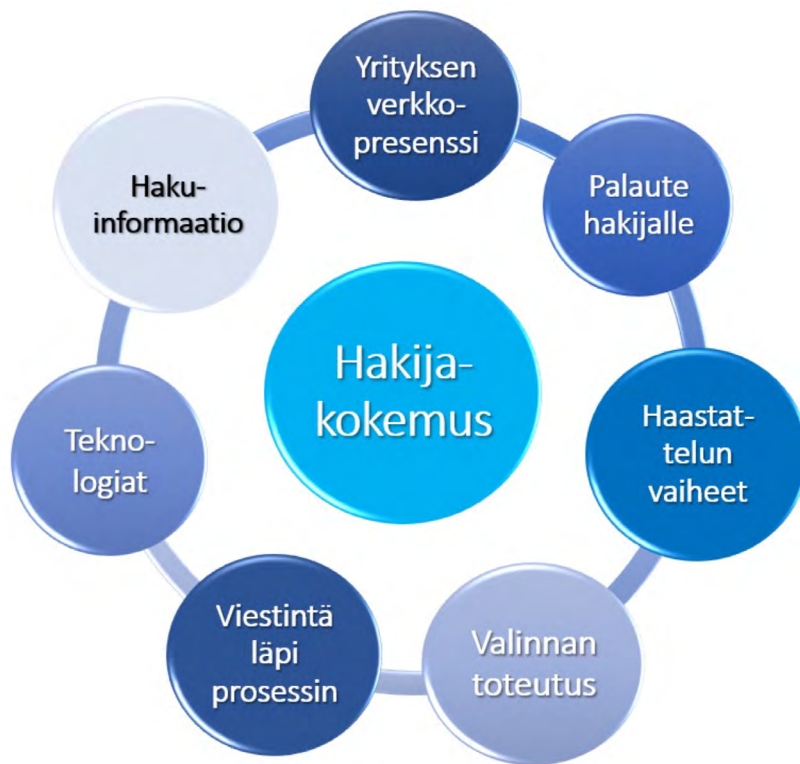 Yrityksen
verkko-
presenssi
Palaute
hakijalle
Haastat-
telun
vaiheet
Valinnan
toteutus
Viestintä
läpi
prosessin
Tekno-
logiat
Haku-
informaatio
Hakija-
kokemus